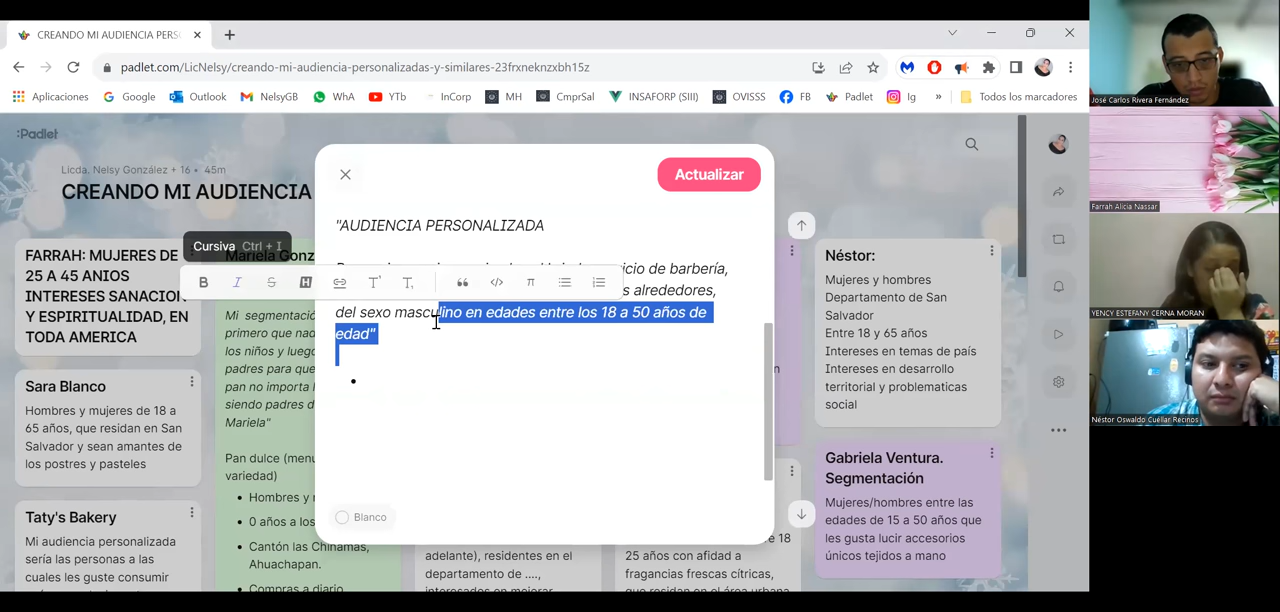 CREANDO MI AUDIENCIA PERS
padlet.com/LicNelsy/creando-mi-audiencia-personalizadas-y-similares-23frxneknzxbh15z
Aplicaciones
Google
Outlook
NelsyGB
WhA
YTb
InCorp
MH
CmprSal
INSAFORP (SIII)
OVISSS
FB
Padlet
Ig
»
Todos los marcadores
:Padlet
Licda. Nelsy González + 16 • 45m
CREANDO MI AUDIENCIA
FARRAH: MUJERES DE
25 A 45 ANIOS
INTERESES SANACION
Y ESPIRITUALIDAD, EN
TODA AMERICA
Sara Blanco
Hombres y mujeres de 18 a
65 años, que residan en San
Salvador y sean amantes de
los postres y pasteles
Taty's Bakery
Mi audiencia personalizada
sería las personas a las
cuales les guste consumir
Mariela Gonz
Mi segmentació
primero que nad
los niños y luego
padres para que
pan no importa l
siendo padres d
Mariela"
Pan dulce (menu
variedad)
• Hombres y r
• 0 años a los
• Cantón las Chinamas,
Ahuachapan.
• Compras a diario
Cursiva Ctrl + I
Actualizar
"AUDIENCIA PERSONALIZADA
icio de barbería,
s alrededores,
del sexo masculino en edades entre los 18 a 50 años de
edad"
•
Blanco
adelante), residentes en el
departamento de ....,
interesados en mejorar
re 18
25 años con afidad a
fragancias frescas cítricas,
que residan en el área urbana
Néstor:
Mujeres y hombres
Departamento de San
Salvador
Entre 18 y 65 años
Intereses en temas de país
Intereses en desarrollo
territorial y problematicas
social
Gabriela Ventura.
Segmentación
Mujeres/hombres entre las
edades de 15 a 50 años que
les gusta lucir accesorios
únicos tejidos a mano
José Carlos Rivera Fernández
Farrah Alicia Nassar
YENCY ESTEFANY CERNA MORAN
Néstor Oswaldo Cuéllar Recinos